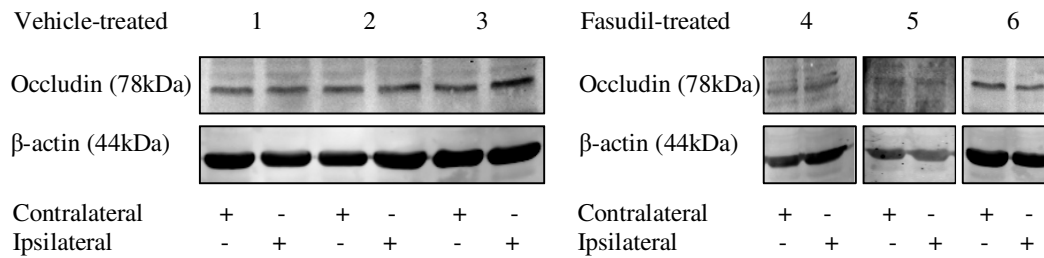 Vehicle-treated 1 2 3 Fasudil-treated 4 5 6
Occludin (78kDa) Occludin (78kDa)
β-actin (44kDa) β-actin (44kDa)
Contralateral + - + - + - Contralateral + - + - + -
Ipsilateral - + - + - + Ipsilateral - + - + - +